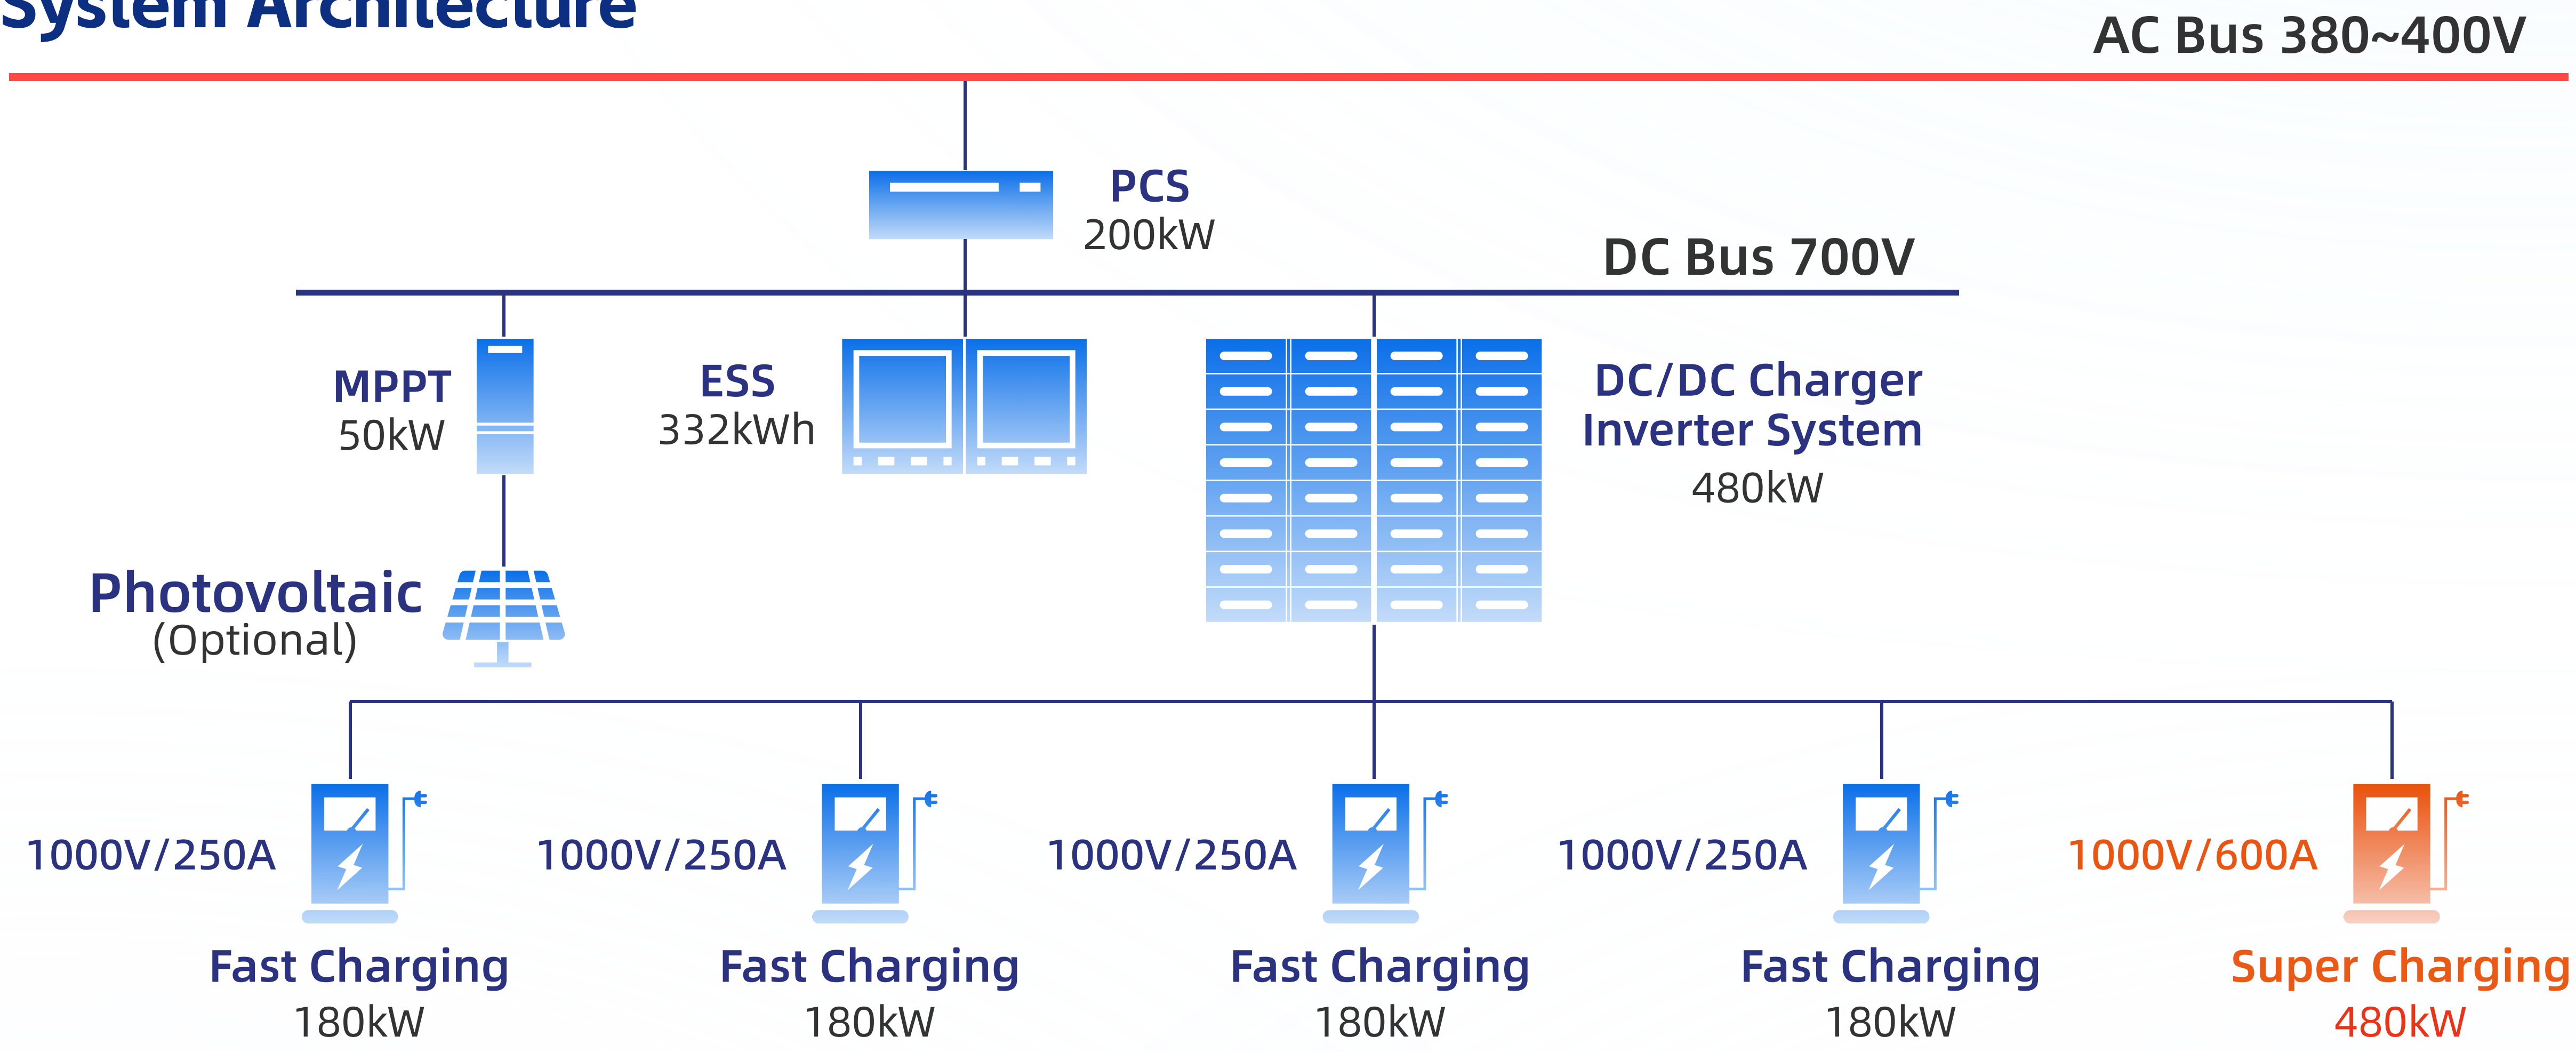 System Architecture
AC Bus 380~400V
PCS
200kW
DC Bus 700V
MPPT
50kW
ESS
332kWh
DC/DC Charger
Inverter System
480kW
Photovoltaic
(Optional)
1000V/250A
1000V/250A
1000V/250A
1000V/250A
1000V/600A
Fast Charging
180kW
Fast Charging
180kW
Fast Charging
180kW
Fast Charging
180kW
Super Charging
480kW